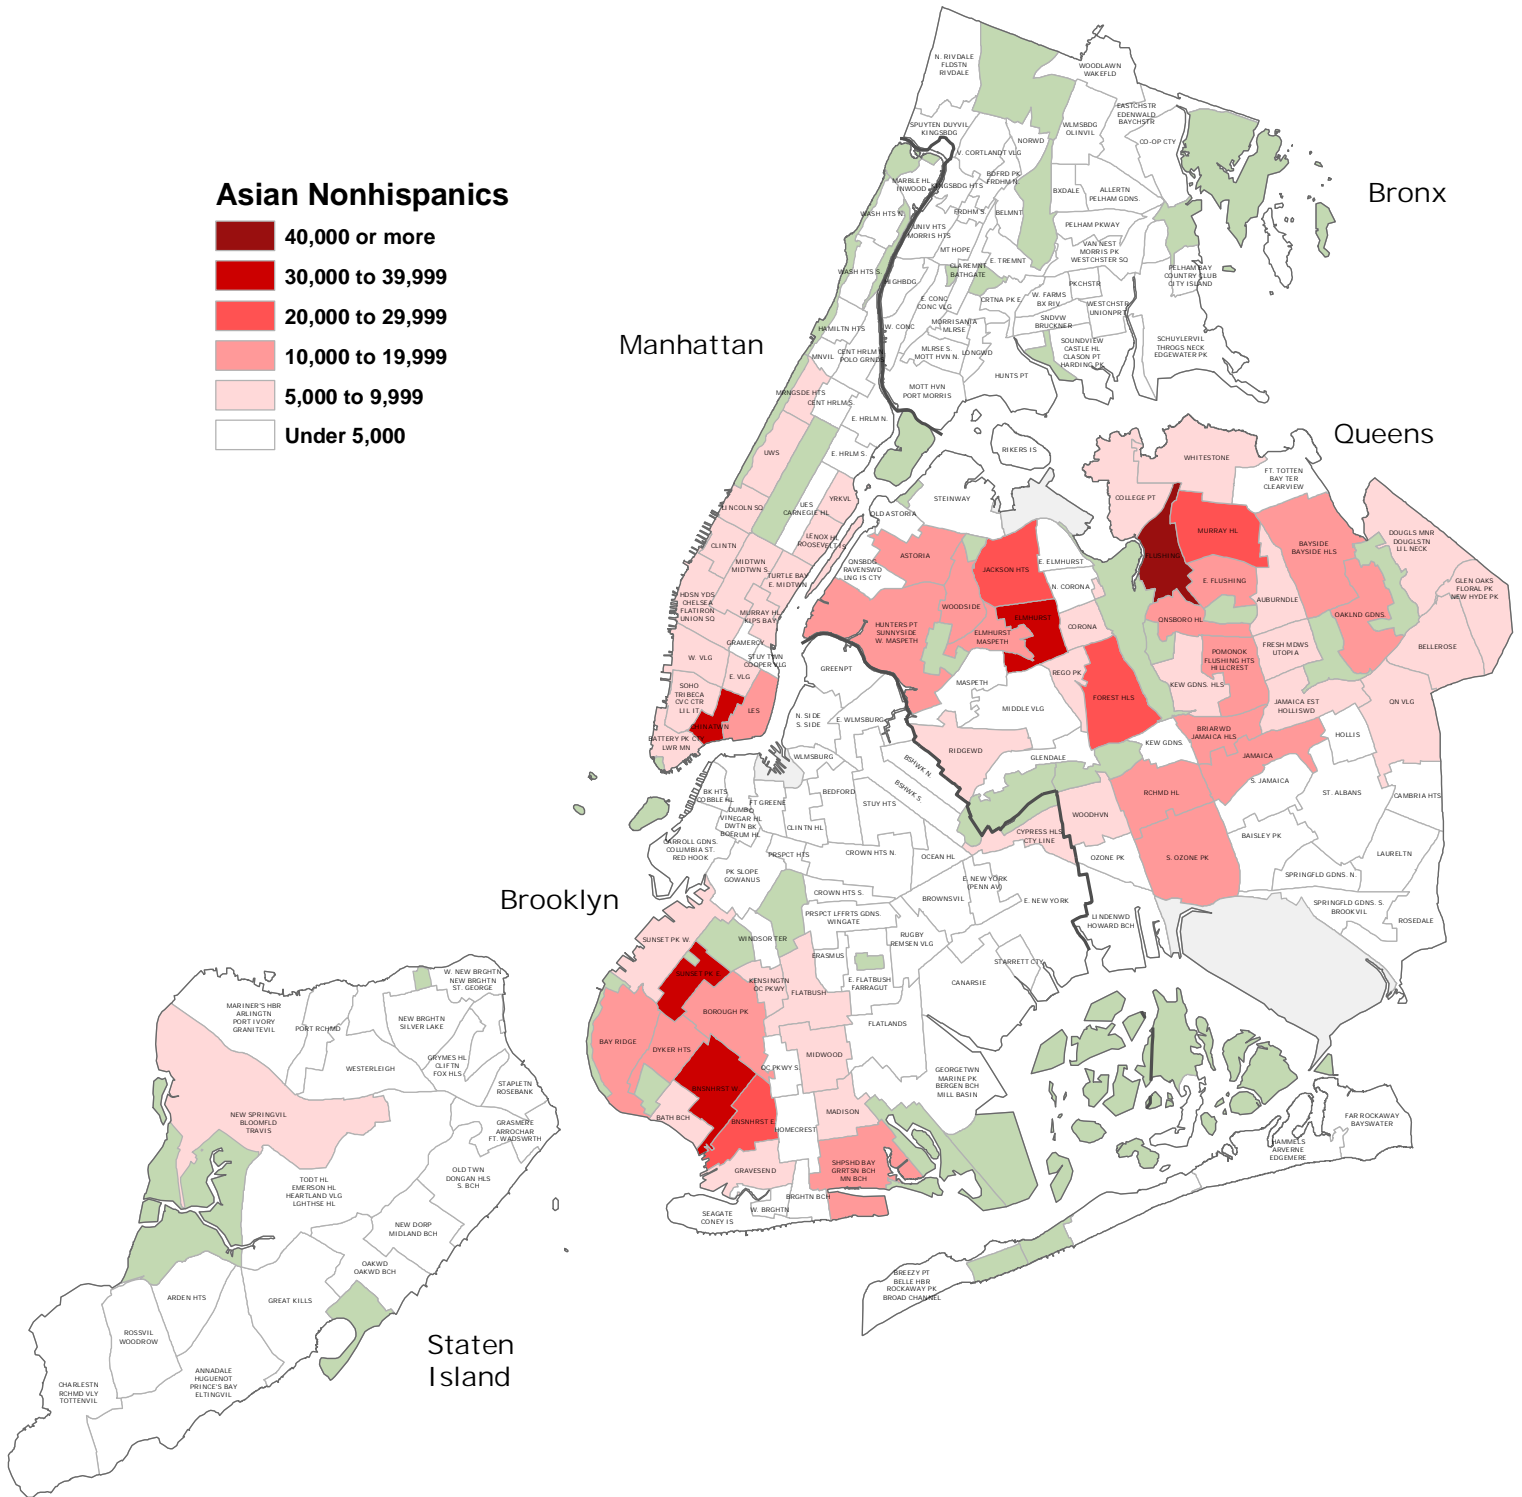 Asian Nonhispanics
40,000 or more
30,000 to 39,999
20,000 to 29,999
10,000 to 19,999
5,000 to 9,999
Under 5,000
Bronx
N. RIVDALE
FLDSTN
RIVDALE
WOODLAWN
WAKEFLD
EASTCHSTR
EDENWALD
BAYCHSTR
WLMSBDG
OLINVIL
CO-OP CTY
SPUYTEN DUYVIL
KINGSBDG
V. CORTLANDT VLG
NORWD
BDFRD PK
FRDHM N.
KINGSBDG HTS
BXDALE
ALLERTN
PELHAM GDNS.
FRDHM S.
BELMNT
UNIV HTS
MORRIS HTS
PELHAM PKWAY
MT HOPE
VAN NEST
MORRIS PK
WESTCHSTER SQ
E. TREMNT
CLAREMNT
BATHGATE
PELHAM BAY
COUNTRY CLUB
CITY ISLAND
HIGHBDG
PKCHSTR
E. CONC
CONC VLG
CRTNA PK E.
W. FARMS
BX RIV
WESTCHSTR
UNIONPRT
W. CONC
MORRISANIA
MLRSE
SNDVW
BRUCKNER
MLRSE S.
MOTT HVN N.
LONGWD
SOUNDVIEW
CASTLE HL
CLASON PT
HARDING PK
SCHUYLERVIL
THROGS NECK
EDGEWATER PK
HUNTS PT
MOTT HVN
PORT MORRIS
RIKERS IS
Manhattan
MARBLE HL
INWOOD
WASH HTS N.
WASH HTS S.
HAMILTN HTS
MNVIL
CENT HRLM N.
POLO GRNDS
MRNGSDE HTS
CENT HRLM S.
E. HRLM N.
E. HRLM S.
UWS
YRKVL
UES
CARNEGIE HL
LINCOLN SQ
LENOX HL
ROOSEVELT IS
CLINTN
MIDTWN
MIDTWN S.
TURTLE BAY
E. MIDTWN
HDSN YDS
CHELSEA
FLATIRON
UNION SQ
MURRAY HL
KIPS BAY
GRAMERCY
STUY TWN
COOPER VLG
W. VLG
E. VLG
SOHO
TRIBECA
CVC CTR
LIL IT
LES
CHINATWN
BATTERY PK CTY
LWR MN
Queens
WHITESTONE
FT. TOTTEN
BAY TER
CLEARVIEW
COLLEGE PT
STEINWAY
OLD ASTORIA
MURRAY HL
BAYSIDE
BAYSIDE HLS
DOUGLS MNR
DOUGLSTN
LIL NECK
ASTORIA
FLUSHING
E. ELMHURST
QNSBDG
RAVENSWD
LNG IS CTY
JACKSON HTS
E. FLUSHING
GLEN OAKS
FLORAL PK
NEW HYDE PK
N. CORONA
AUBURNDLE
WOODSIDE
OAKLND GDNS.
ELMHURST
QNSBORO HL
CORONA
HUNTERS PT
SUNNYSIDE
W. MASPETH
ELMHURST
MASPETH
FRESH MDWS
UTOPIA
BELLEROSE
POMONOK
FLUSHING HTS
HILLCREST
REGO PK
MASPETH
KEW GDNS. HLS
FOREST HLS
JAMAICA EST
HOLLISWD
QN VLG
MIDDLE VLG
BRIARWD
JAMAICA HLS
HOLLIS
KEW GDNS.
RIDGEWD
GLENDALE
JAMAICA
S. JAMAICA
RCHMD HL
ST. ALBANS
CAMBRIA HTS
WOODHVN
BAISLEY PK
OZONE PK
S. OZONE PK
LAURELTN
SPRINGFLD GDNS. N.
SPRINGFLD GDNS. S.
BROOKVIL
ROSEDALE
LINDENWD
HOWARD BCH
FAR ROCKAWAY
BAYSWATER
HAMMELS
ARVERNE
EDGEMERE
BREEZY PT
BELLE HBR
ROCKAWAY PK
BROAD CHANNEL
Brooklyn
GREENPT
N. SIDE
S. SIDE
E. WLMSBURG
WLMSBURG
BSHWK N.
BSHWK S.
BK HTS
COBBLE HL
FT GREENE
BEDFORD
STUY HTS
DUMBO
VINEGAR HL
DWTN BK
BOERUM HL
CLINTN HL
CYPRESS HLS
CTY LINE
CARROLL GDNS.
COLUMBIA ST.
RED HOOK
PRSPCT HTS
CROWN HTS N.
OCEAN HL
PK SLOPE
GOWANUS
E. NEW YORK
(PENN AV)
CROWN HTS S.
BROWNSVIL
E. NEW YORK
PRSPCT LFFRTS GDNS.
WINGATE
SUNSET PK W.
WINDSOR TER
RUGBY
REMSEN VLG
ERASMUS
STARRETT CTY
SUNSET PK E.
KENSINGTN
OC PKWY
FLATBUSH
E. FLATBUSH
FARRAGUT
CANARSIE
BOROUGH PK
FLATLANDS
BAY RIDGE
DYKER HTS
MIDWOOD
OC PKWY S.
GEORGETWN
MARINE PK
BERGEN BCH
MILL BASIN
BNSNHRST W.
BATH BCH
BNSNHRST E.
MADISON
HOMECREST
GRAVESEND
SHPSHD BAY
GRRTSN BCH
MN BCH
BRGHTN BCH
W. BRGHTN
SEAGATE
CONEY IS
Staten
Island
W. NEW BRGHTN
NEW BRGHTN
ST. GEORGE
MARINER'S HBR
ARLINGTN
PORT IVORY
GRANITEVIL
PORT RCHMD
NEW BRGHTN
SILVER LAKE
WESTERLEIGH
GRYMES HL
CLIFTN
FOX HLS
STAPLETN
ROSEBANK
NEW SPRINGVIL
BLOOMFLD
TRAVIS
GRASMERE
ARROCHAR
FT. WADSWRTH
OLD TWN
DONGAN HLS
S. BCH
TODT HL
EMERSON HL
HEARTLAND VLG
LGHTHSE HL
NEW DORP
MIDLAND BCH
OAKWD
OAKWD BCH
ARDEN HTS
GREAT KILLS
ROSSVIL
WOODROW
ANNADALE
HUGUENOT
PRINCE'S BAY
ELTINGVIL
CHARLESTN
RCHMD VLY
TOTTENVIL